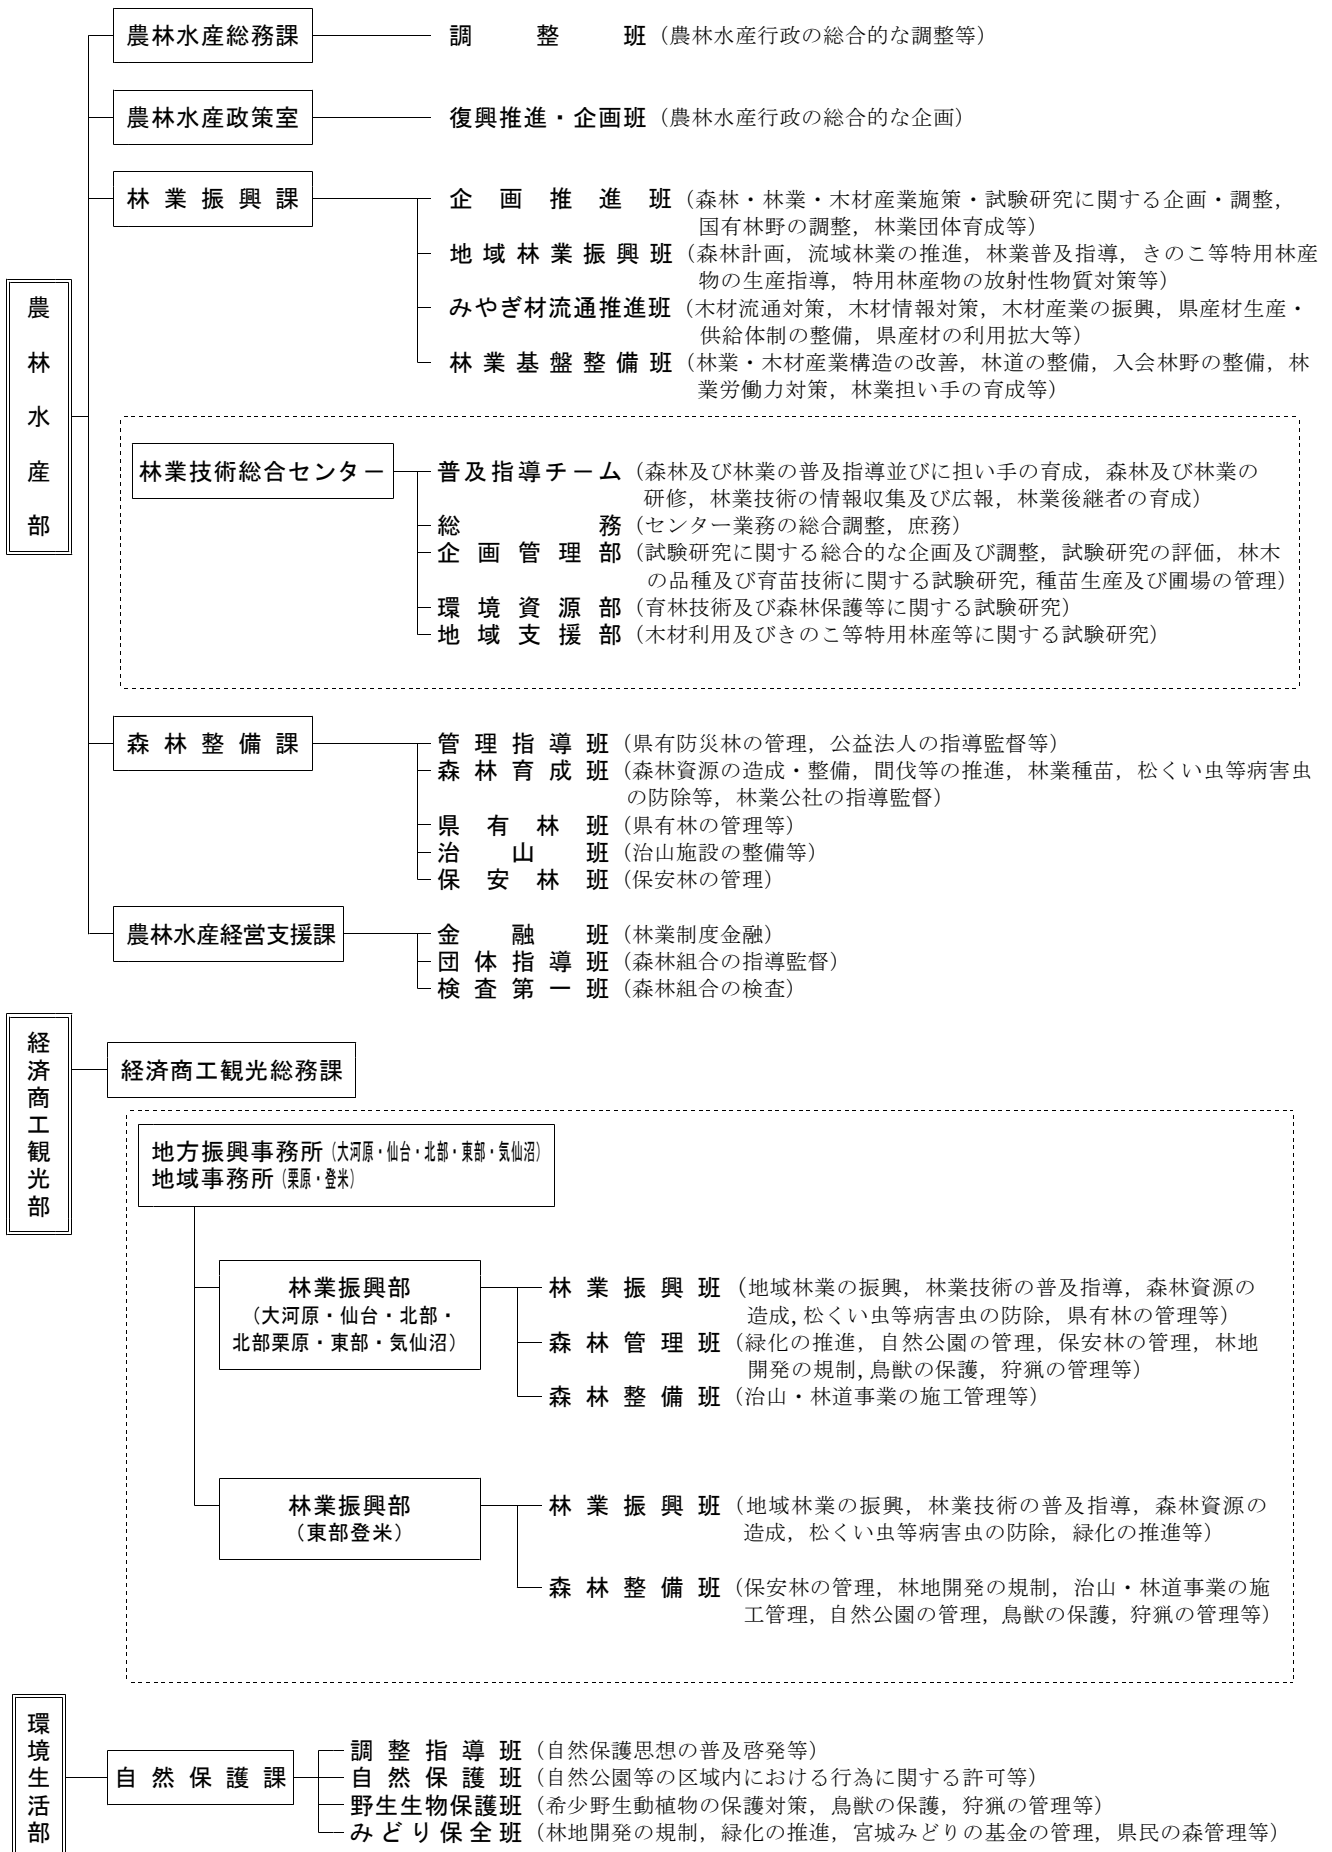 農林水産部
農林水産総務課
調整班（農林水産行政の総合的な調整等）
農林水産政策室
復興推進・企画班（農林水産行政の総合的な企画）
林業振興課
企画推進班（森林・林業・木材産業施策・試験研究に関する企画・調整，
国有林野の調整，林業団体育成等）
地域林業振興班（森林計画，流域林業の推進，林業普及指導，きのこ等特用林産
物の生産指導，特用林産物の放射性物質対策等）
みやぎ材流通推進班（木材流通対策，木材情報対策，木材産業の振興，県産材生産・
供給体制の整備，県産材の利用拡大等）
林業基盤整備班（林業・木材産業構造の改善，林道の整備，入会林野の整備，林
業労働力対策，林業担い手の育成等）
林業技術総合センター
普及指導チーム（森林及び林業の普及指導並びに担い手の育成，森林及び林業の
研修，林業技術の情報収集及び広報，林業後継者の育成）
総務（センター業務の総合調整，庶務）
企画管理部（試験研究に関する総合的な企画及び調整，試験研究の評価，林木
の品種及び育苗技術に関する試験研究，種苗生産及び圃場の管理）
環境資源部（育林技術及び森林保護等に関する試験研究）
地域支援部（木材利用及びきのこ等特用林産等に関する試験研究）
森林整備課
管理指導班（県有防災林の管理，公益法人の指導監督等）
森林育成班（森林資源の造成・整備，間伐等の推進，林業種苗，松くい虫等病害虫
の防除等，林業公社の指導監督）
県有林班（県有林の管理等）
治山班（治山施設の整備等）
保安林班（保安林の管理）
農林水産経営支援課
金融班（林業制度金融）
団体指導班（森林組合の指導監督）
検査第一班（森林組合の検査）
経済商工観光部
経済商工観光総務課
地方振興事務所（大河原・仙台・北部・東部・気仙沼）
地域事務所（栗原・登米）
林業振興部
（大河原・仙台・北部・
北部栗原・東部・気仙沼）
林業振興班（地域林業の振興，林業技術の普及指導，森林資源の
造成，松くい虫等病害虫の防除，県有林の管理等）
森林管理班（緑化の推進，自然公園の管理，保安林の管理，林地
開発の規制，鳥獣の保護，狩猟の管理等）
森林整備班（治山・林道事業の施工管理等）
林業振興部
（東部登米）
林業振興班（地域林業の振興，林業技術の普及指導，森林資源の
造成，松くい虫等病害虫の防除，緑化の推進等）
森林整備班（保安林の管理，林地開発の規制，治山・林道事業の施
工管理，自然公園の管理，鳥獣の保護，狩猟の管理等）
環境生活部
自然保護課
調整指導班（自然保護思想の普及啓発等）
自然保護班（自然公園等の区域内における行為に関する許可等）
野生生物保護班（希少野生動植物の保護対策，鳥獣の保護，狩猟の管理等）
みどり保全班（林地開発の規制，緑化の推進，宮城みどりの基金の管理，県民の森管理等）